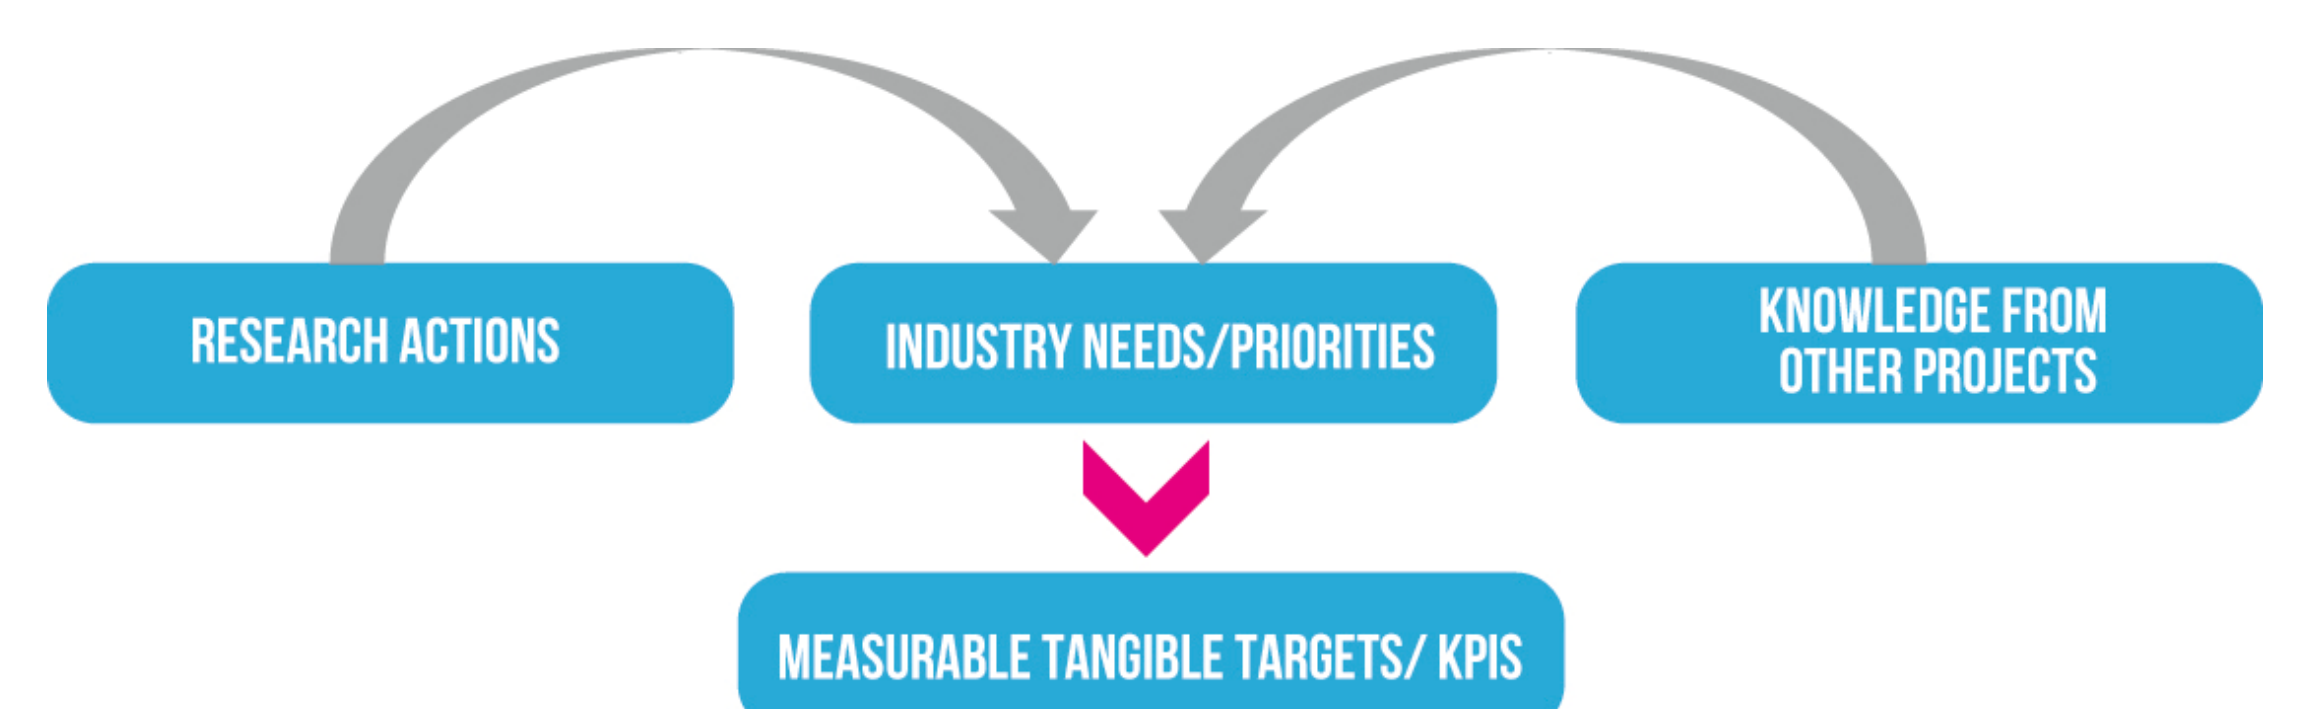 RESEARCH ACTIONS
INDUSTRY NEEDS/PRIORITIES
KNOWLEDGE FROM
OTHER PROJECTS
MEASURABLE TANGIBLE TARGETS/ KPIS